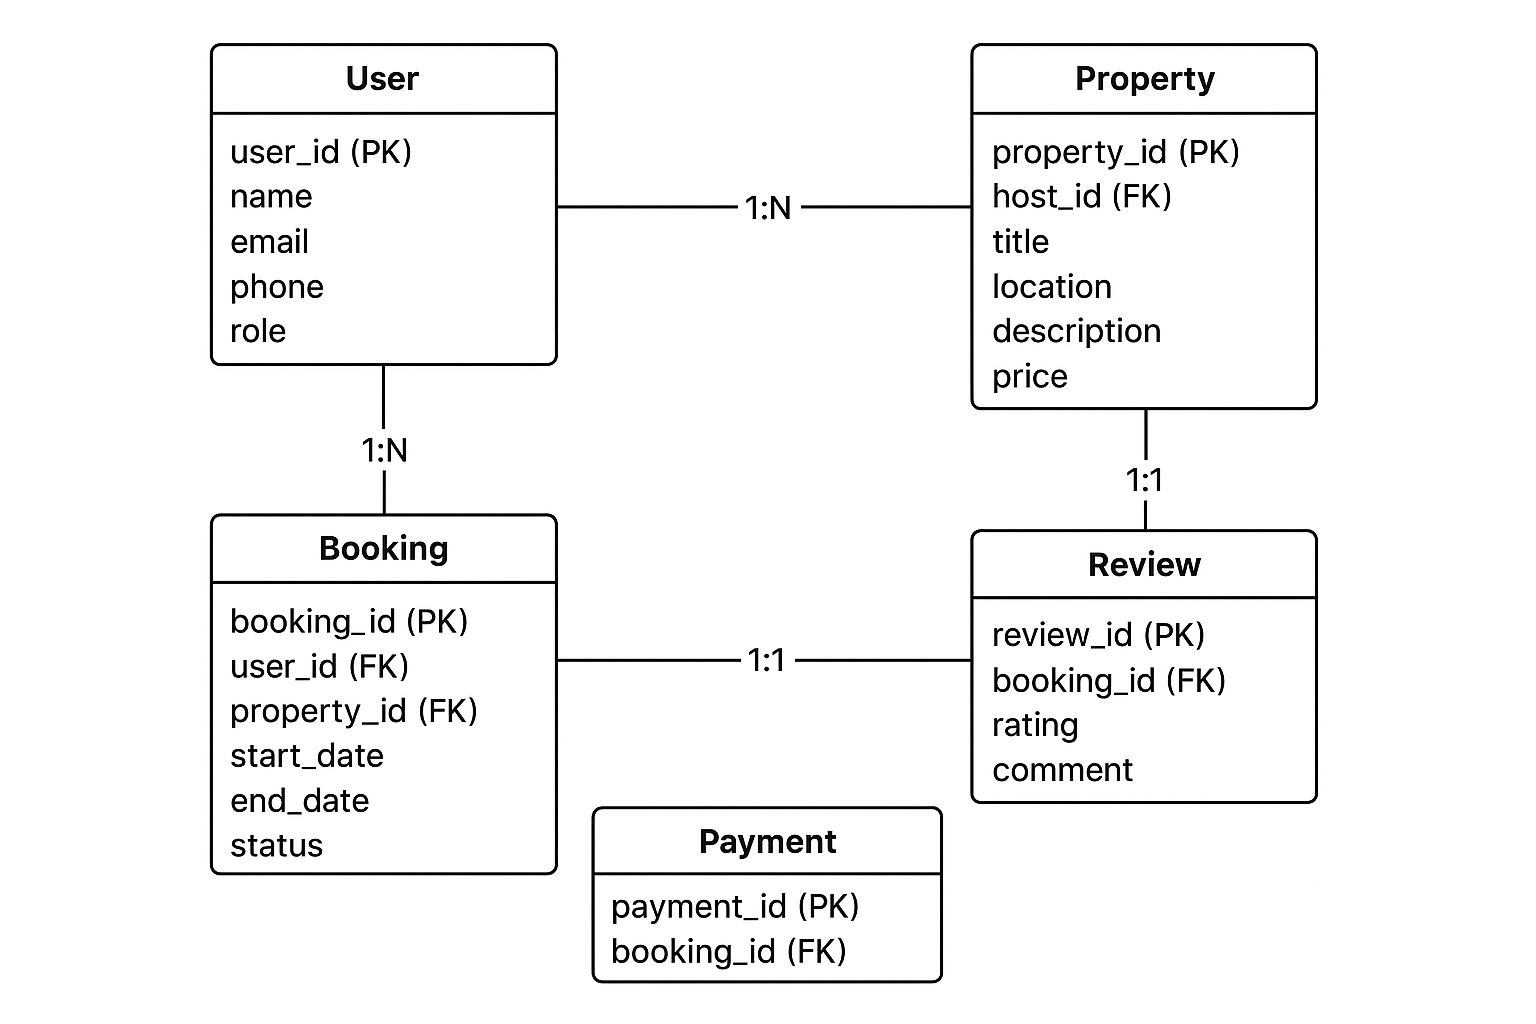 User
user_id (PK)
name
email
phone
role
1:N
Property
property_id (PK)
host_id (FK)
title
location
description
price
1:N
1:1
Booking
booking_id (PK)
user_id (FK)
property_id (FK)
start_date
end_date
status
1:1
Review
review_id (PK)
booking_id (FK)
rating
comment
Payment
payment_id (PK)
booking_id (FK)